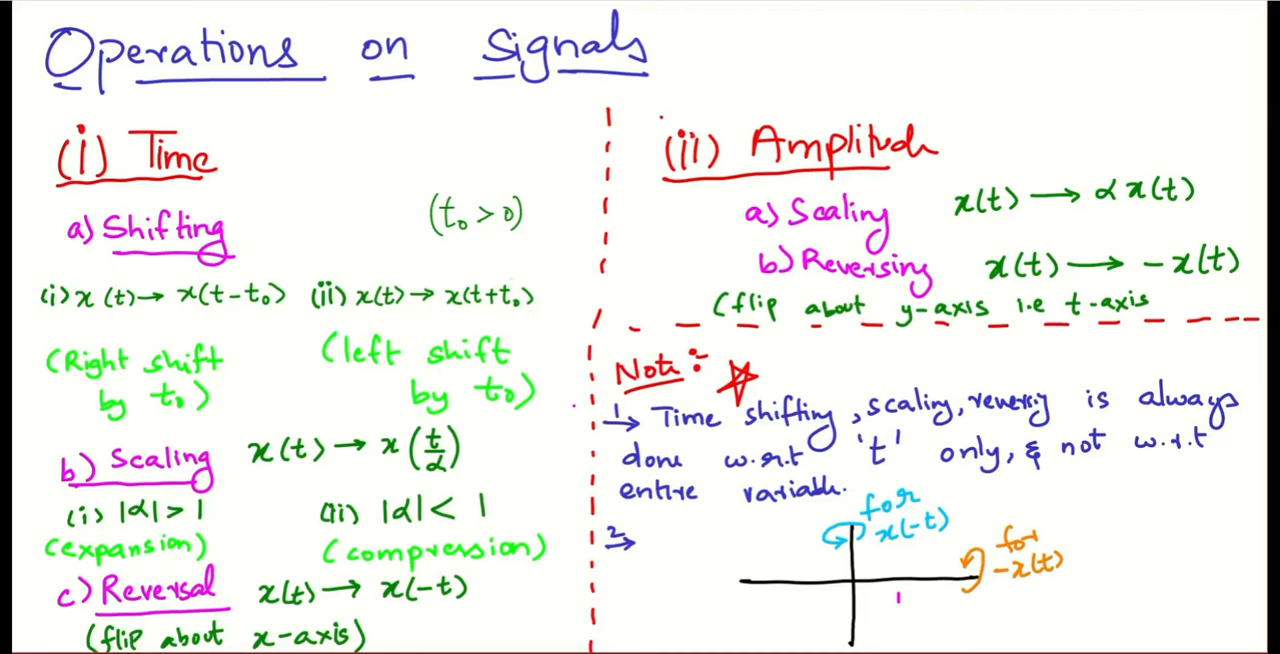 Operations on Signals
(i) Time
a) Shifting (t₀ > 0)
(i) x(t) → x(t-t₀) (ii) x(t) → x(t+t₀)
(Right shift
by t₀)
(left shift
by t₀)
b) Scaling x(t) → x(t/α)
(i) |α| > 1 (ii) |α| < 1
(expansion) (compression)
c) Reversal x(t) → x(-t)
(flip about x-axis)
(ii) Amplitude
a) Scaling x(t) → αx(t)
b) Reversing x(t) → -x(t)
(flip about y-axis i.e t-axis
Note:-
1→ Time shifting, scaling, reversing is always
done w.r.t 't' only, & not w.r.t
entire variable.
2→
for
x(-t)
for
-x(t)